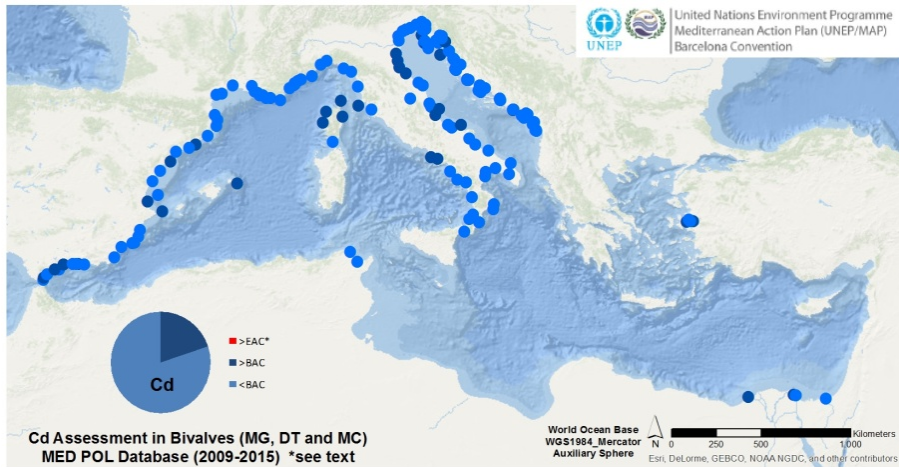 UNEP
United Nations Environment Programme
Mediterranean Action Plan (UNEP/MAP)
Barcelona Convention
>EAC*
>BAC
<BAC
Cd
Cd Assessment in Bivalves (MG, DT and MC)
MED POL Database (2009-2015) *see text
World Ocean Base
WGS1984_Mercator
Auxiliary Sphere
N
Kilometers
0 250 500 1,000
Esri, DeLorme, GEBCO, NOAA NGDC, and other contributors